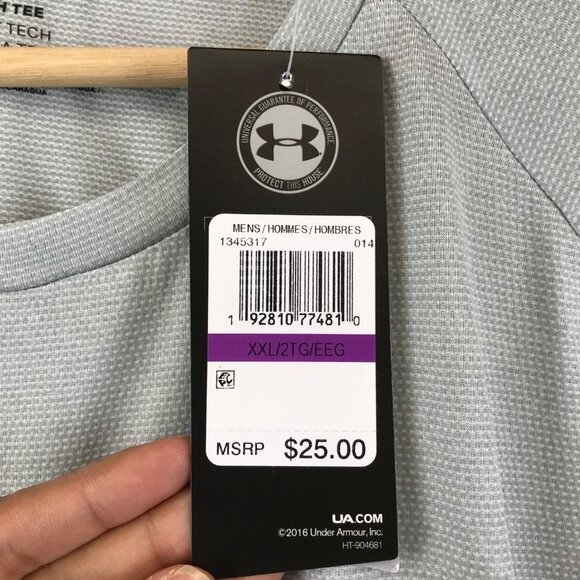 H TEE
TECH
NICARAGUA
UNIVERSAL GUARANTEE OF PERFORMANCE
PROTECT THIS HOUSE.
MENS/HOMMES/HOMBRES
1345317 014
1 92810 77481 0
XXL/2TG/EEG
MSRP $25.00
UA.COM
©2016 Under Armour, Inc.
HT-904681